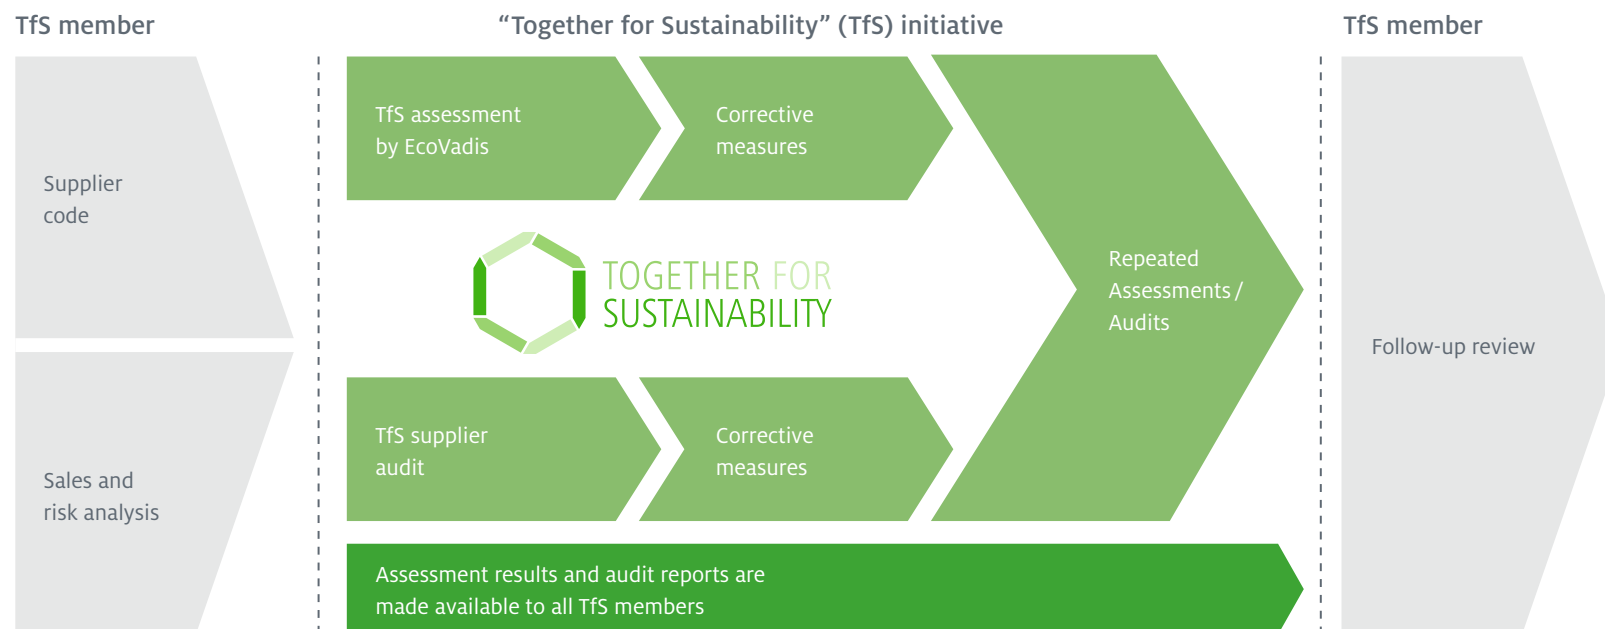 TfS member
“Together for Sustainability” (TfS) initiative
TfS member
Supplier
code
Sales and
risk analysis
TfS assessment
by EcoVadis
Corrective
measures
TOGETHER FOR
SUSTAINABILITY
TfS supplier
audit
Corrective
measures
Repeated
Assessments /
Audits
Assessment results and audit reports are
made available to all TfS members
Follow-up review